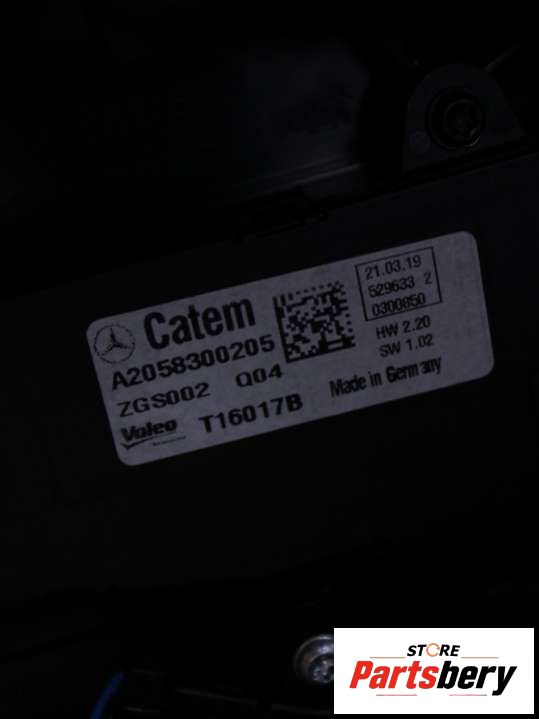 Catem
A2058300205
ZGS002 Q04
Valeo T16017B
21.03.19
529633 2
0300850
HW 2.20
SW 1.02
Made in Germany
STORE
Partsbery